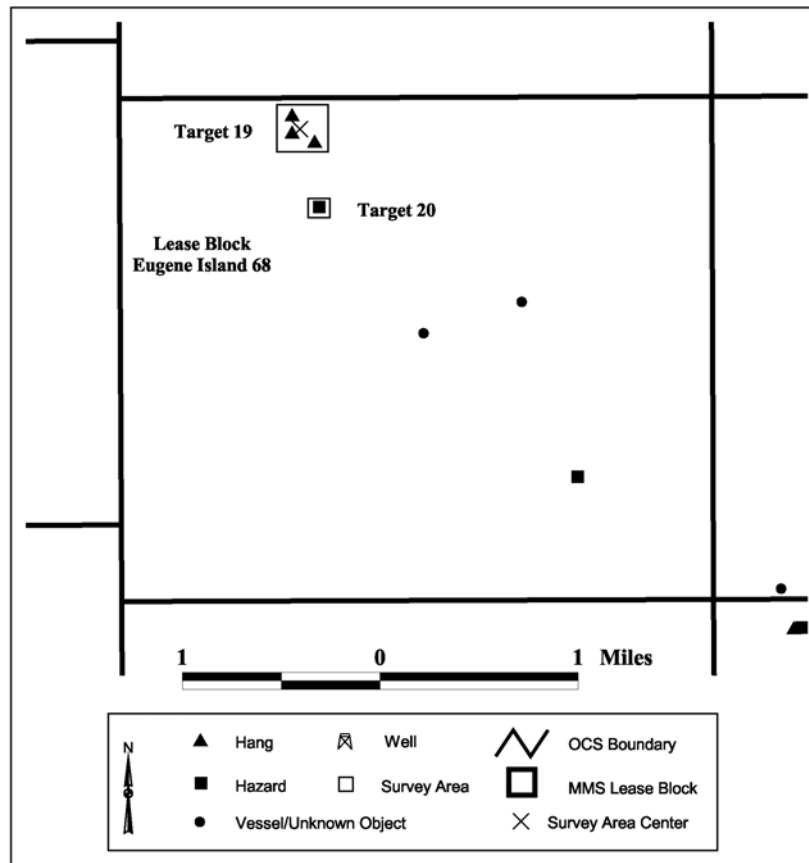 Target 19
Target 20
Lease Block
Eugene Island 68
1 0 1 Miles
N
Hang
Well
OCS Boundary
Hazard
Survey Area
MMS Lease Block
Vessel/Unknown Object
Survey Area Center